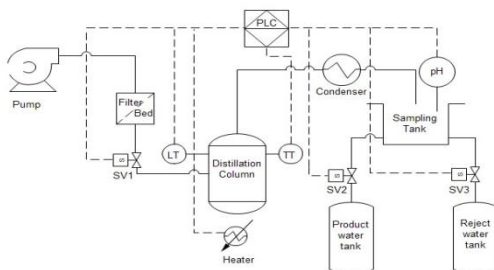 PLC
Pump
Filter
Bed
Condenser
pH
Sampling
Tank
LT
Distillation
Column
TT
S
SV1
S
SV2
S
SV3
Heater
Product
water
tank
Reject
water
tank